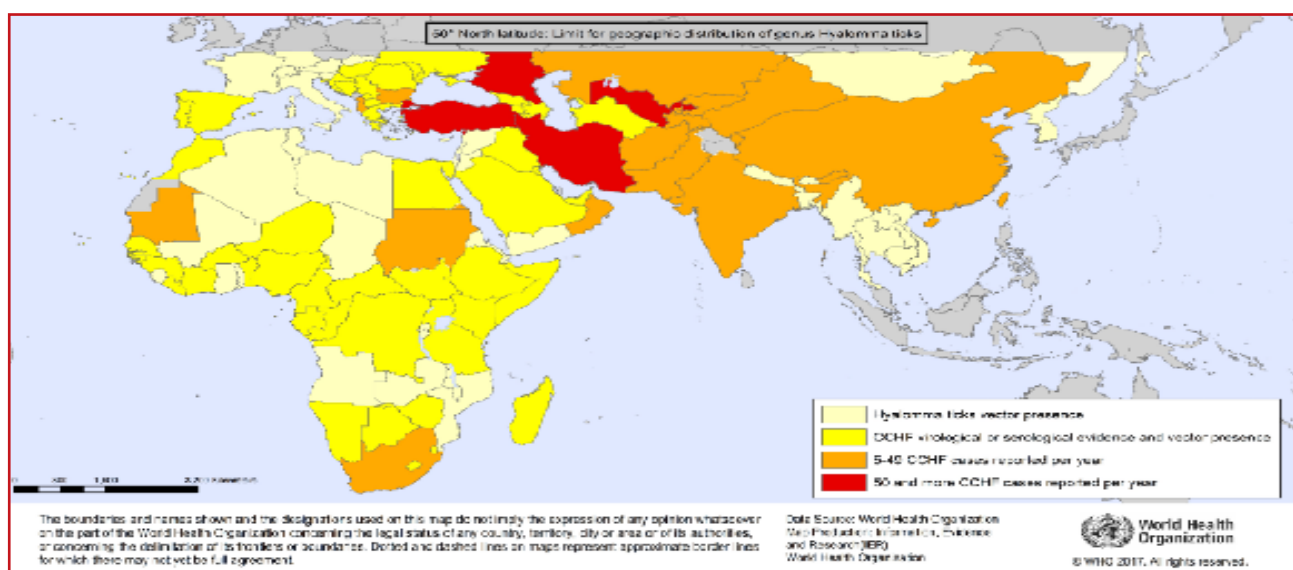 50° North latitude: Limit for geographic distribution of genus Hyalomma ticks
Hyalomma ticks vector presence
CCHF virological or serological evidence and vector presence
5-49 CCHF cases reported per year
50 and more CCHF cases reported per year
The boundaries and names shown and the designations used on this map do not imply the expression of any opinion whatsoever
on the part of the World Health Organization concerning the legal status of any country, territory, city or area or of its authorities,
or concerning the delimitation of its frontiers or boundaries. Dotted and dashed lines on maps represent approximate border lines
for which there may not yet be full agreement.
Data Source: World Health Organization
Map Production: Information, Evidence
and Research (IER)
World Health Organization
World Health
Organization
© WHO 2017. All rights reserved.